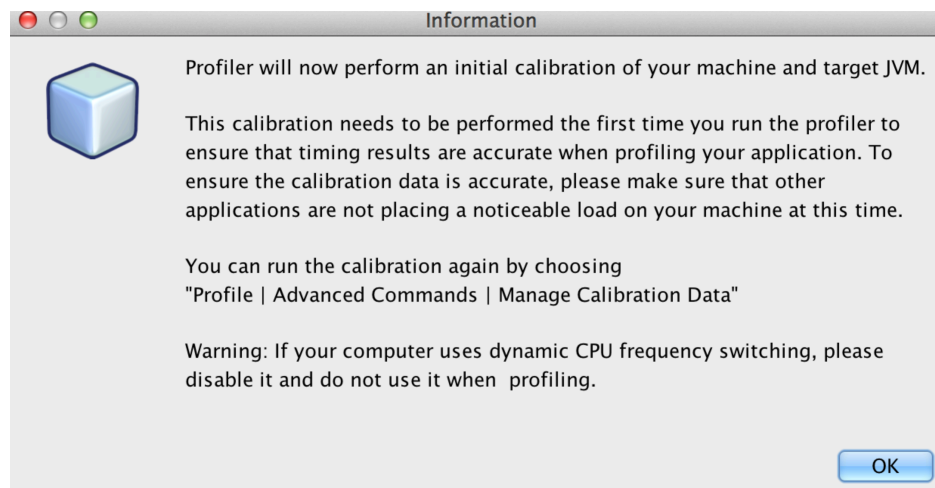 Information
Profiler will now perform an initial calibration of your machine and target JVM.
This calibration needs to be performed the first time you run the profiler to
ensure that timing results are accurate when profiling your application. To
ensure the calibration data is accurate, please make sure that other
applications are not placing a noticeable load on your machine at this time.
You can run the calibration again by choosing
"Profile | Advanced Commands | Manage Calibration Data"
Warning: If your computer uses dynamic CPU frequency switching, please
disable it and do not use it when  profiling.
OK